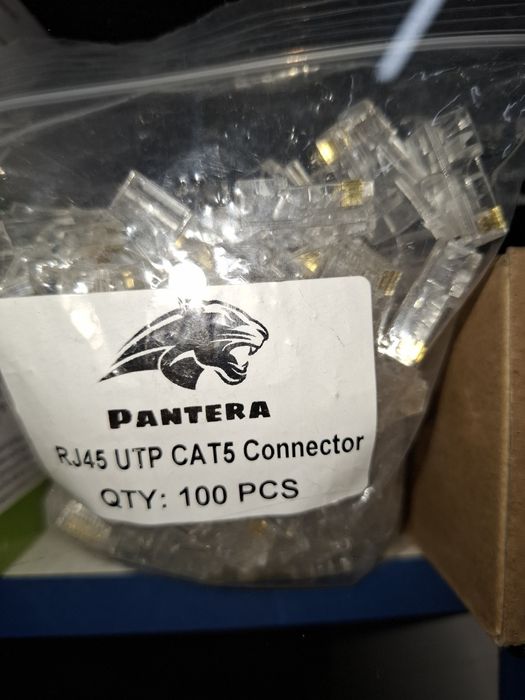 PANTERA
RJ45 UTP CAT5 Connector
QTY: 100 PCS